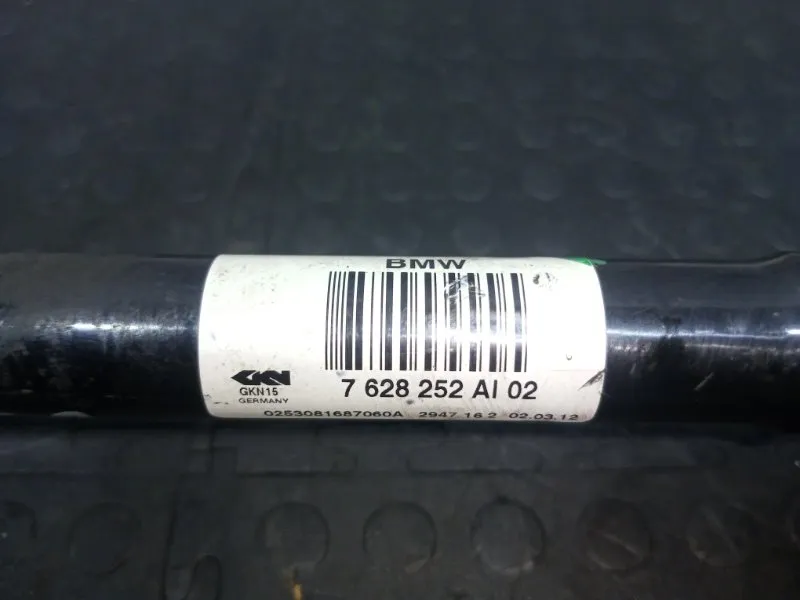 BMW
7 628 252 AI 02
GKN
GKN15
GERMANY
0253081687060A 2947 16.2 02.03.12